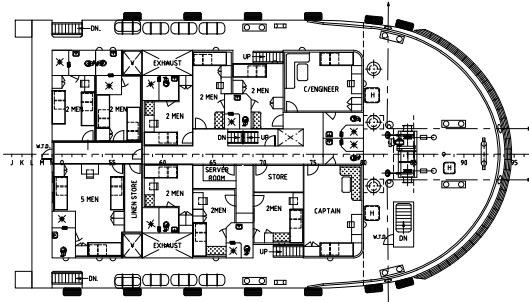 DN.
V
EXHAUST
UP
C/ENGINEER
H
2 MEN
2 MEN
2 MEN
2 MEN
2 MEN
DN
UP
W.T.D.
J K L M 0 55 60 65 70 75 80 85 90 95
H
5 MEN
LINEN STORE
2 MEN
SERVER
ROOM
STORE
2MEN
2MEN
CAPTAIN
H
DN
W.T.D.
V
EXHAUST
UP
DN.